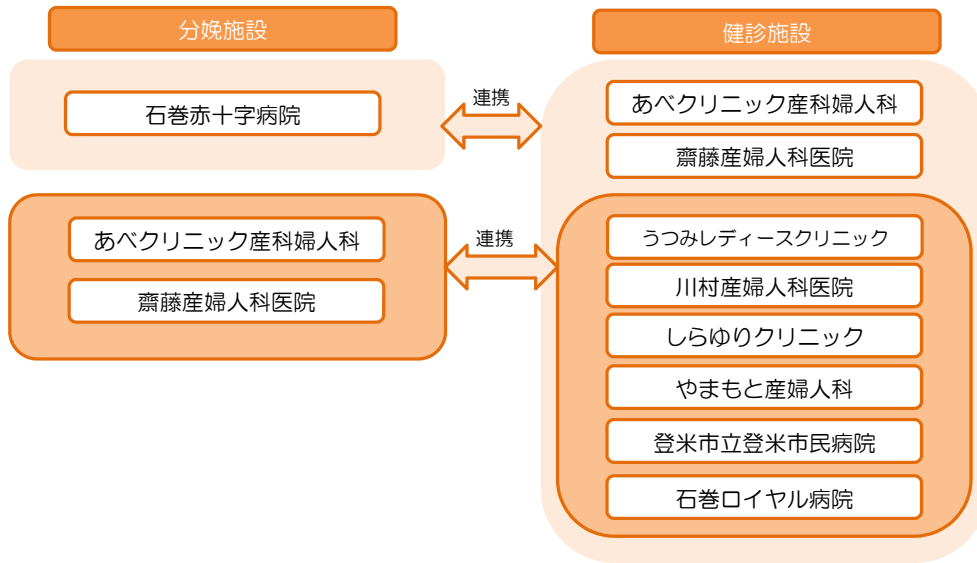 分娩施設
石巻赤十字病院
連携
あべクリニック産科婦人科
齋藤産婦人科医院
連携
健診施設
あべクリニック産科婦人科
齋藤産婦人科医院
うつみレディースクリニック
川村産婦人科医院
しらゆりクリニック
やまもと産婦人科
登米市立登米市民病院
石巻ロイヤル病院